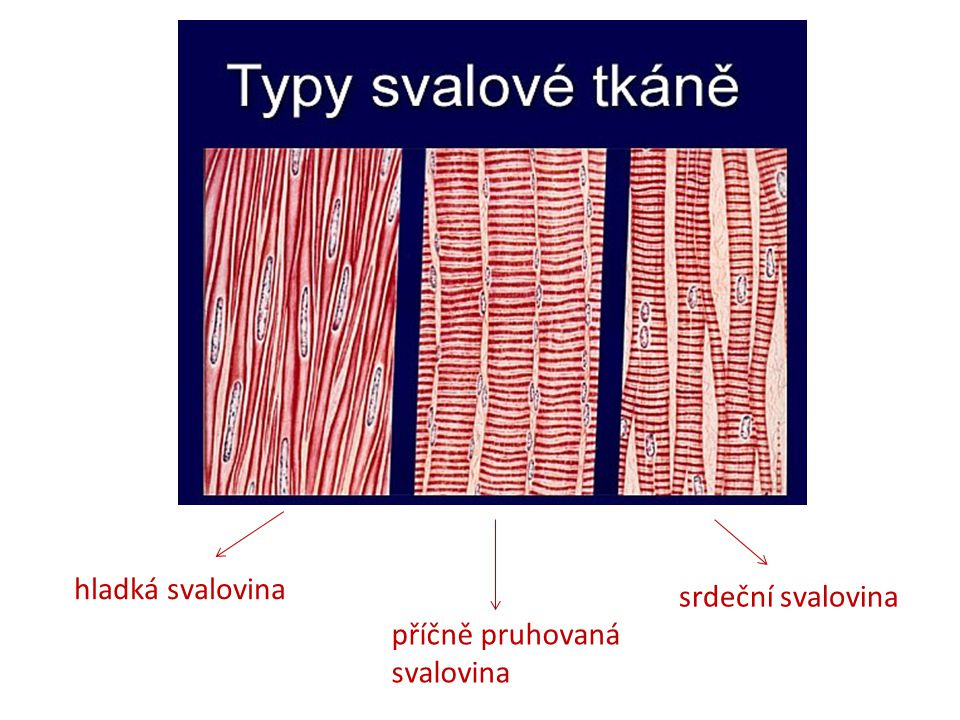 Typy svalové tkáně
hladká svalovina
příčně pruhovaná
svalovina
srdeční svalovina